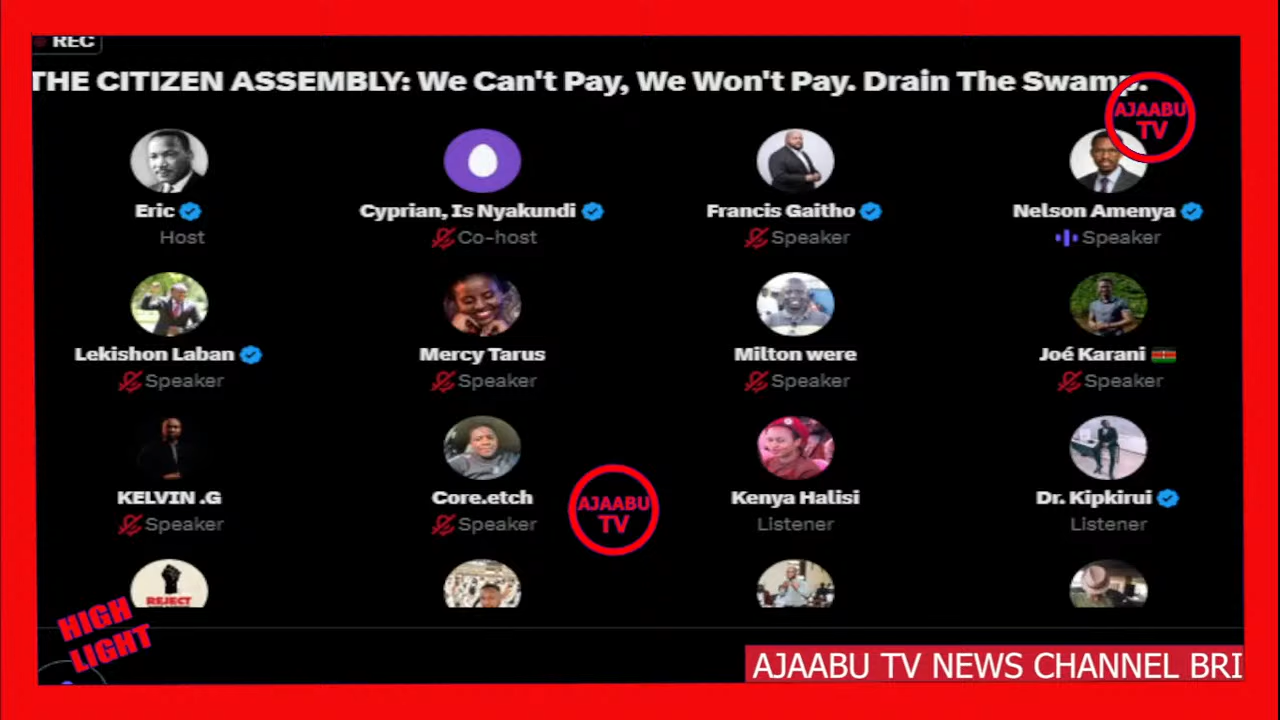 REC
THE CITIZEN ASSEMBLY: We Can't Pay, We Won't Pay. Drain The Swamp.
AJAABU
TV
Eric
Cyprian, Is Nyakundi
Francis Gaitho
Nelson Amenya
Host
Co-host
Speaker
Speaker
Lekishon Laban
Mercy Tarus
Milton were
Joé Karani
Speaker
Speaker
Speaker
Speaker
KELVIN .G
Core.etch
Kenya Halisi
Dr. Kipkirui
Speaker
Speaker
Listener
Listener
AJAABU
TV
REJECT
HIGH
LIGHT
AJAABU TV NEWS CHANNEL BRI